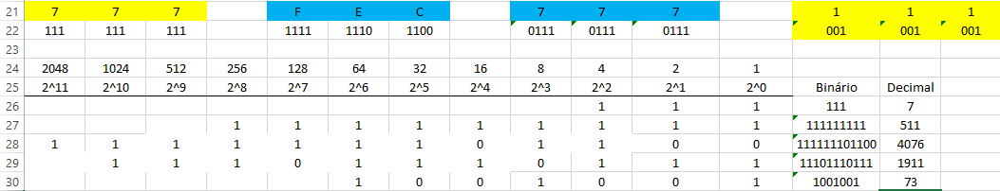 21 7 7 7 F E C 7 7 7 1 1 1
22 111 111 111 1111 1110 1100 0111 0111 0111 001 001 001
23
24 2048 1024 512 256 128 64 32 16 8 4 2 1
25 2^11 2^10 2^9 2^8 2^7 2^6 2^5 2^4 2^3 2^2 2^1 2^0 Binário Decimal
26 1 1 1 111 7
27 1 1 1 1 1 1 1 1 1 111111111 511
28 1 1 1 1 1 1 1 0 1 1 0 0 111111101100 4076
29 1 1 1 0 1 1 1 0 1 1 1 11101110111 1911
30 1 0 0 1 0 0 1 1001001 73